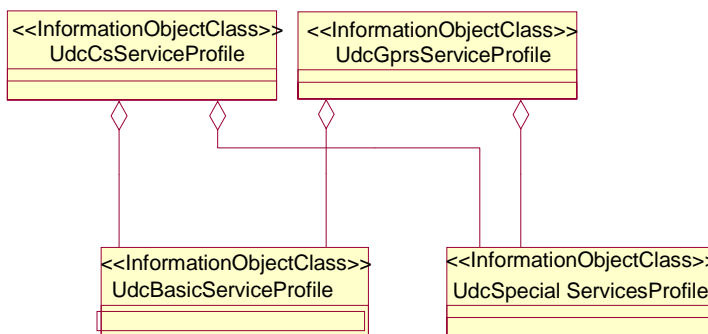 <<InformationObjectClass>>
UdcCsServiceProfile
<<InformationObjectClass>>
UdcGprsServiceProfile
<<InformationObjectClass>>
UdcBasicServiceProfile
<<InformationObjectClass>>
UdcSpecial ServicesProfile